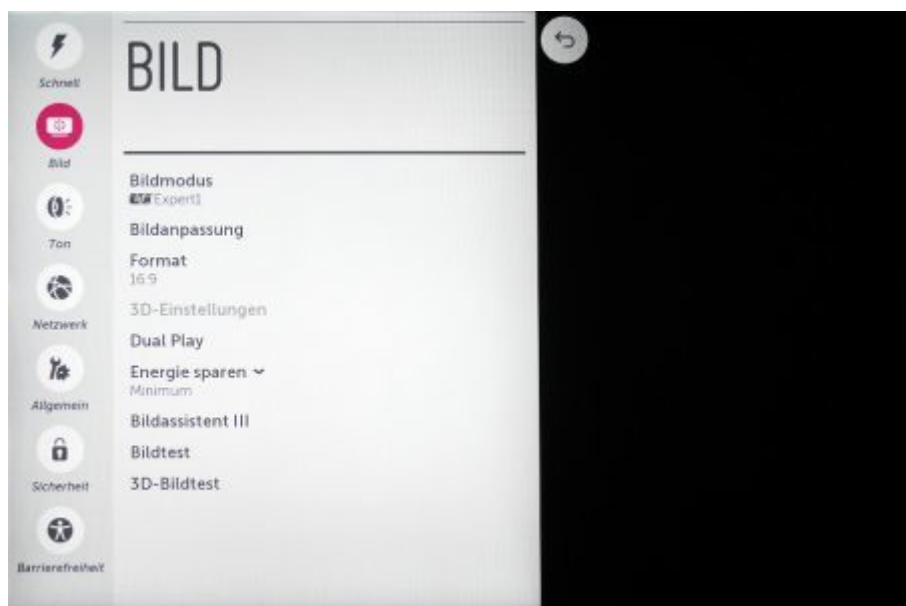 Schnell
Bild
Ton
Netzwerk
Allgemein
Sicherheit
Barrierefreiheit
BILD
Bildmodus
Expert1
Bildanpassung
Format
16:9
3D-Einstellungen
Dual Play
Energie sparen
Minimum
Bildassistent III
Bildtest
3D-Bildtest